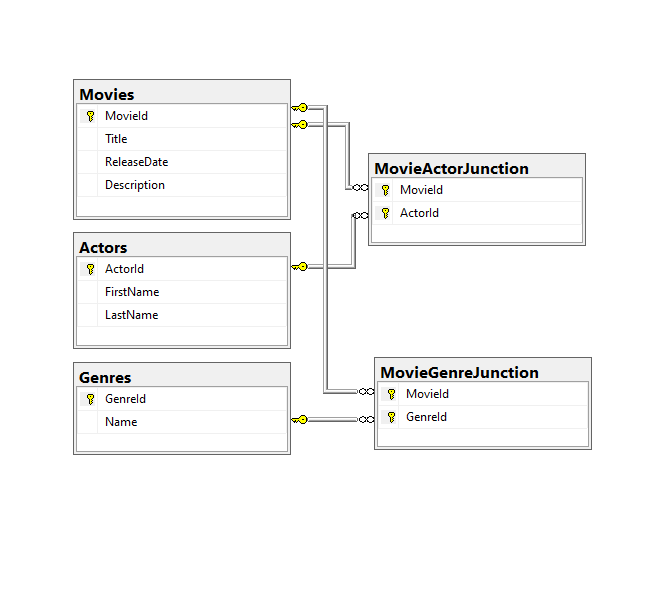 Movies
MovieId
Title
ReleaseDate
Description
Actors
ActorId
FirstName
LastName
Genres
GenreId
Name
MovieActorJunction
MovieId
ActorId
MovieGenreJunction
MovieId
GenreId